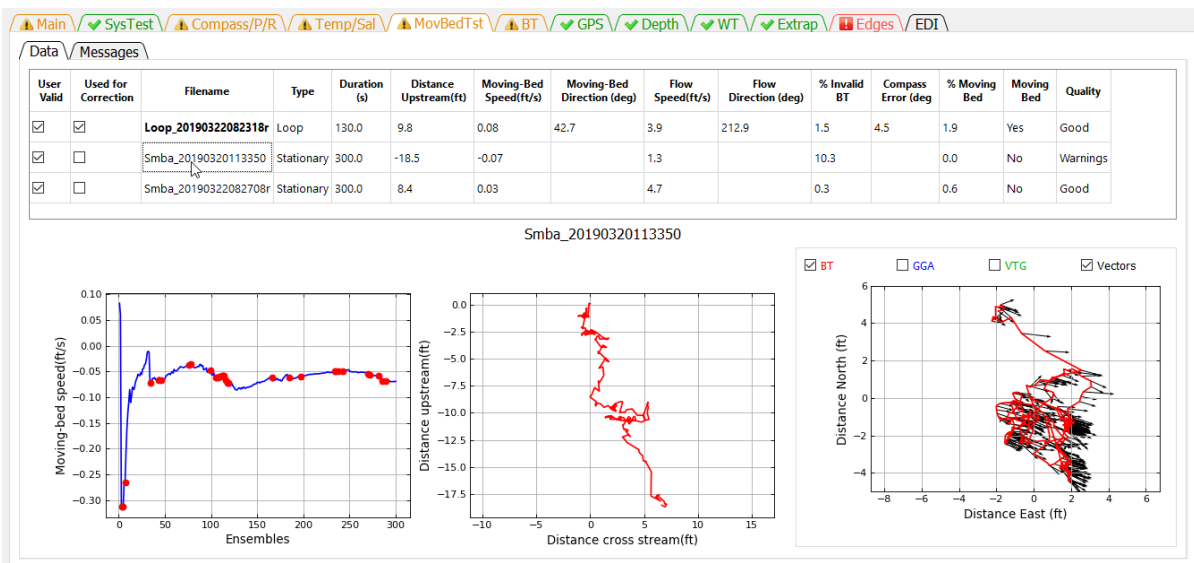 Main SysTest Compass/P/R Temp/Sal MovBedTst BT GPS Depth WT Extrap Edges EDI
Data Messages
User Valid Used for Correction Filename Type Duration (s) Distance Upstream(ft) Moving-Bed Speed(ft/s) Moving-Bed Direction (deg) Flow Speed(ft/s) Flow Direction (deg) % Invalid BT Compass Error (deg % Moving Bed Moving Bed Quality
Loop_20190322082318r Loop 130.0 9.8 0.08 42.7 3.9 212.9 1.5 4.5 1.9 Yes Good
Smba_20190320113350 Stationary 300.0 -18.5 -0.07 1.3 10.3 0.0 No Warnings
Smba_20190322082708r Stationary 300.0 8.4 0.03 4.7 0.3 0.6 No Good
Smba_20190320113350
BT GGA VTG Vectors
Moving-bed speed(ft/s)
0.10
0.05
0.00
−0.05
−0.10
−0.15
−0.20
−0.25
−0.30
0 50 100 150 200 250 300
Ensembles
Distance upstream(ft)
0.0
−2.5
−5.0
−7.5
−10.0
−12.5
−15.0
−17.5
−10 −5 0 5 10 15
Distance cross stream(ft)
Distance North (ft)
6
4
2
0
−2
−4
−8 −6 −4 −2 0 2 4 6
Distance East (ft)